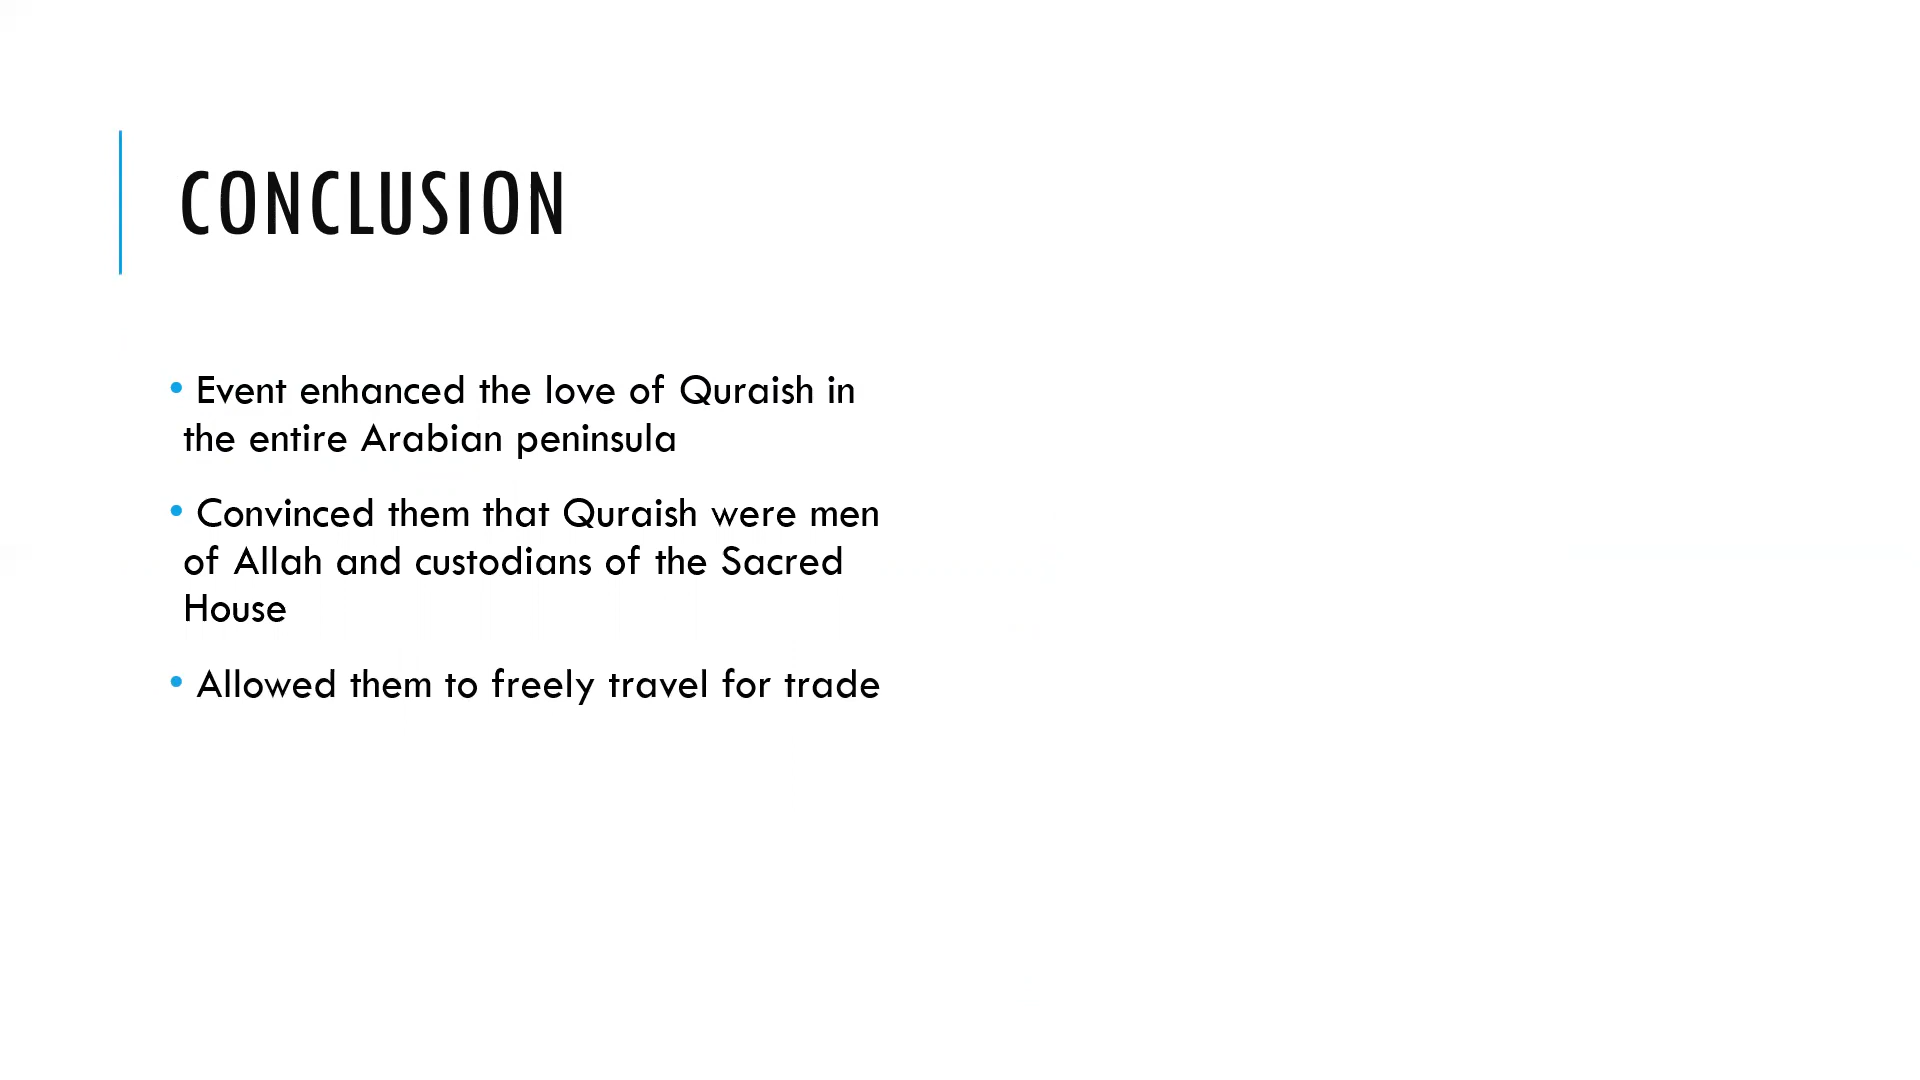 CONCLUSION
• Event enhanced the love of Quraish in
the entire Arabian peninsula
• Convinced them that Quraish were men
of Allah and custodians of the Sacred
House
• Allowed them to freely travel for trade